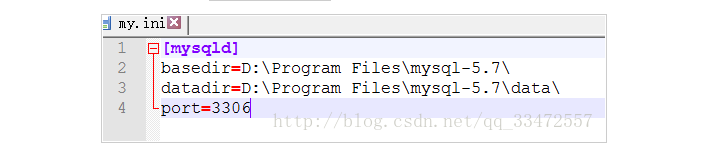 my.ini
1 [mysqld]
2 basedir=D:\Program Files\mysql-5.7\
3 datadir=D:\Program Files\mysql-5.7\data\
4 port=3306
http://blog.csdn.net/qq_33472557